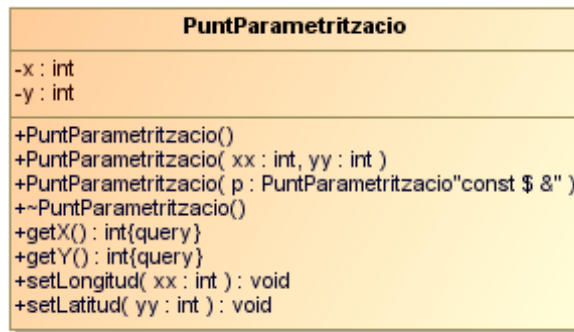 PuntParametritzacio
-x : int
-y : int
+PuntParametritzacio()
+PuntParametritzacio( xx : int, yy : int )
+PuntParametritzacio( p : PuntParametritzacio"const $ &" )
+~PuntParametritzacio()
+getX() : int{query}
+getY() : int{query}
+setLongitud( xx : int ) : void
+setLatitud( yy : int ) : void